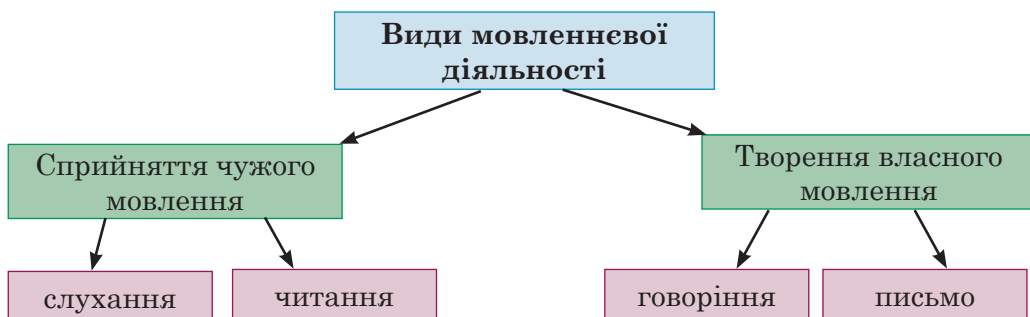 Види мовленнєвої
діяльності
Сприйняття чужого
мовлення
Творення власного
мовлення
слухання
читання
говоріння
письмо